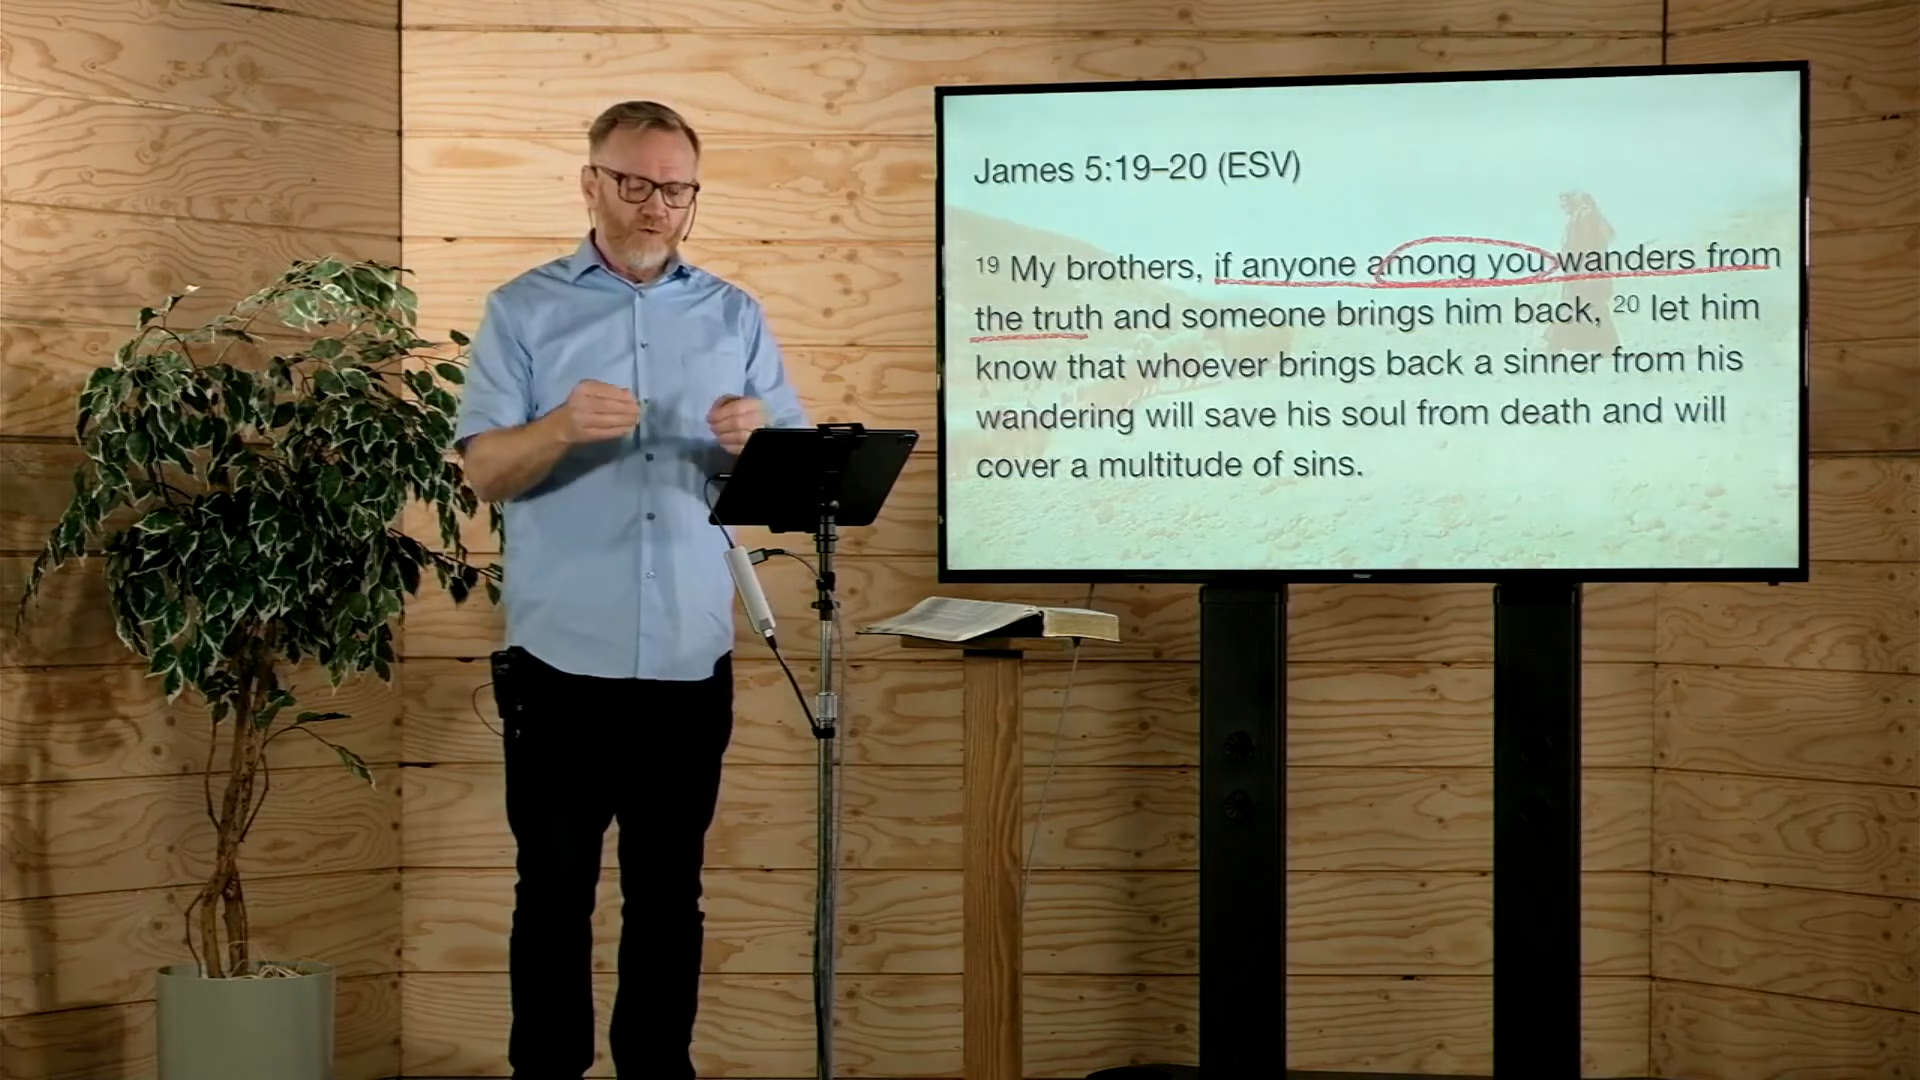 James 5:19–20 (ESV)
19 My brothers, if anyone among you wanders from
the truth and someone brings him back, 20 let him
know that whoever brings back a sinner from his
wandering will save his soul from death and will
cover a multitude of sins.